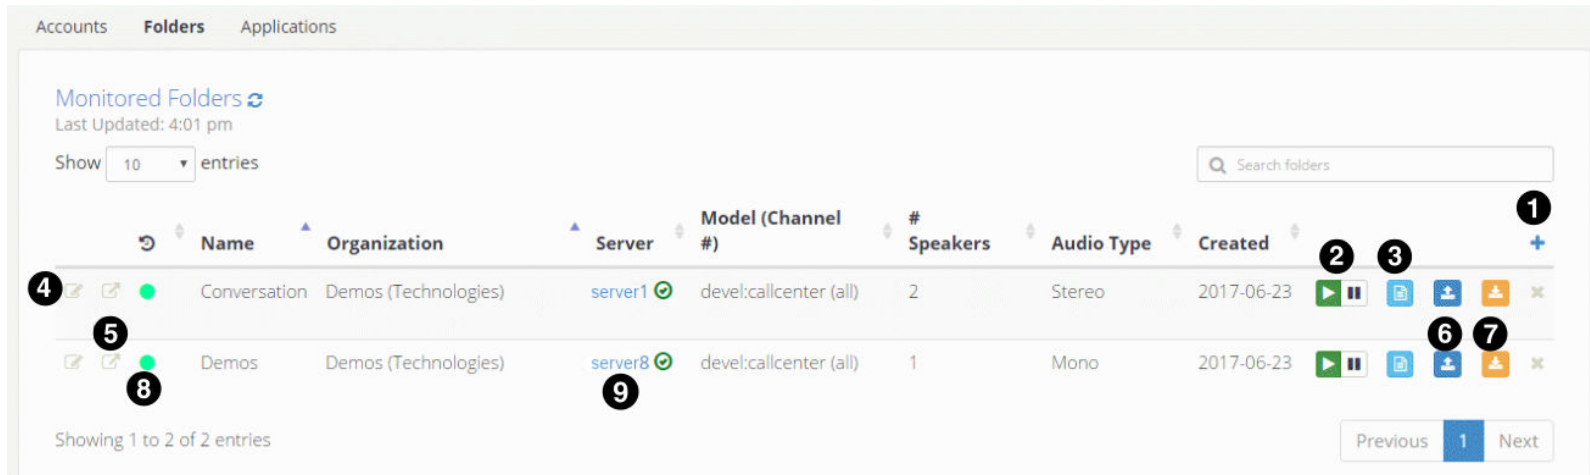 Accounts Folders Applications
Monitored Folders
Last Updated: 4:01 pm
Show 10 entries
Search folders
1
Name Organization Server Model (Channel #) # Speakers Audio Type Created
2 3
4 Conversation Demos (Technologies) server1 devel:callcenter (all) 2 Stereo 2017-06-23
5 6 7
Demos Demos (Technologies) server8 devel:callcenter (all) 1 Mono 2017-06-23
8 9
Showing 1 to 2 of 2 entries
Previous 1 Next